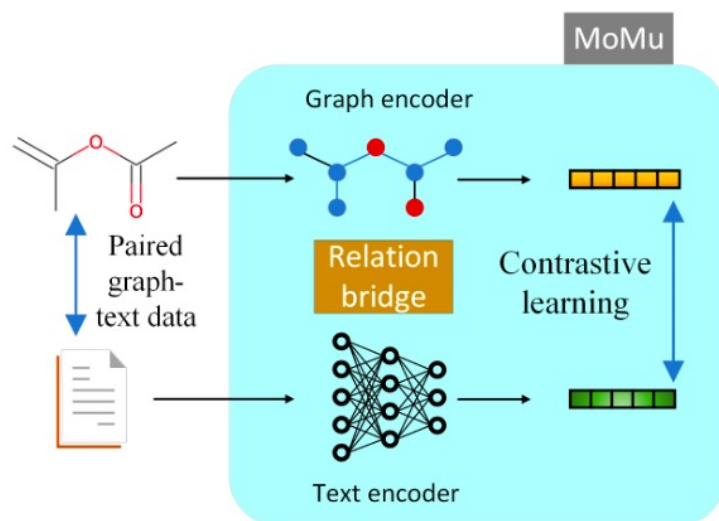 MoMu
Graph encoder
O
O
Paired
graph-
text data
Relation
bridge
Contrastive
learning
Text encoder